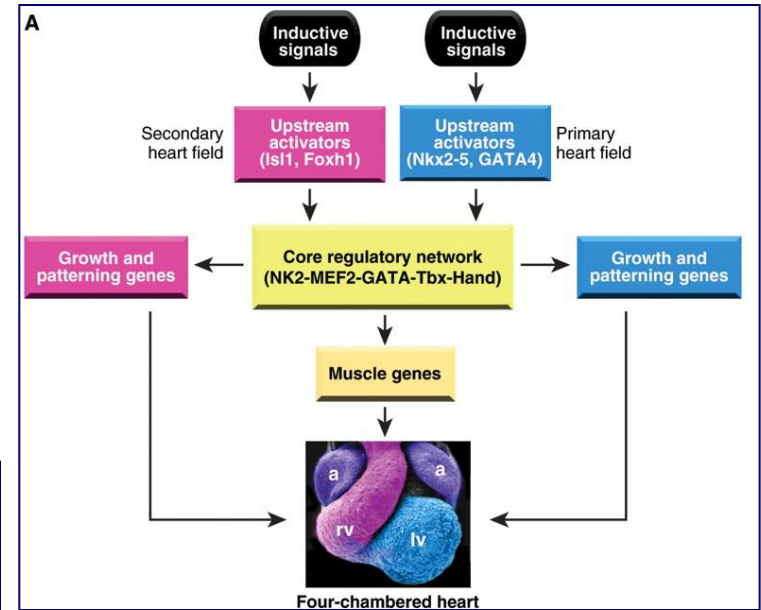 A
Inductive
signals
Inductive
signals
Secondary
heart field
Upstream
activators
(Isl1, Foxh1)
Upstream
activators
(Nkx2-5, GATA4)
Primary
heart field
Growth and
patterning genes
Core regulatory network
(NK2-MEF2-GATA-Tbx-Hand)
Growth and
patterning genes
Muscle genes
a
a
rv
lv
Four-chambered heart